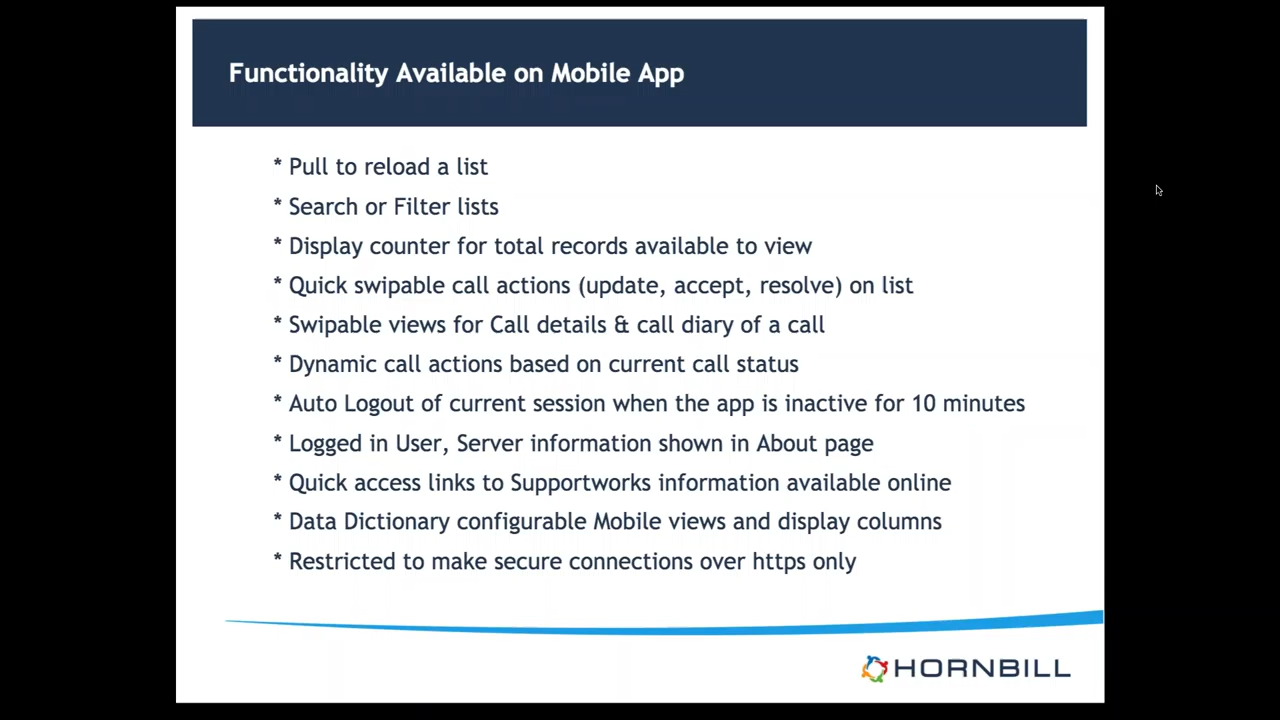 Functionality Available on Mobile App
* Pull to reload a list
* Search or Filter lists
* Display counter for total records available to view
* Quick swipable call actions (update, accept, resolve) on list
* Swipable views for Call details & call diary of a call
* Dynamic call actions based on current call status
* Auto Logout of current session when the app is inactive for 10 minutes
* Logged in User, Server information shown in About page
* Quick access links to Supportworks information available online
* Data Dictionary configurable Mobile views and display columns
* Restricted to make secure connections over https only
HORNBILL